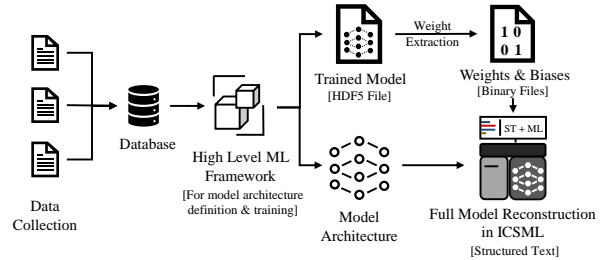 Data
Collection
Database
High Level ML
Framework
[For model architecture
definition & training]
Trained Model
[HDF5 File]
Weight
Extraction
1 0
0 1
Weights & Biases
[Binary Files]
Model
Architecture
ST + ML
Full Model Reconstruction
in ICSML
[Structured Text]